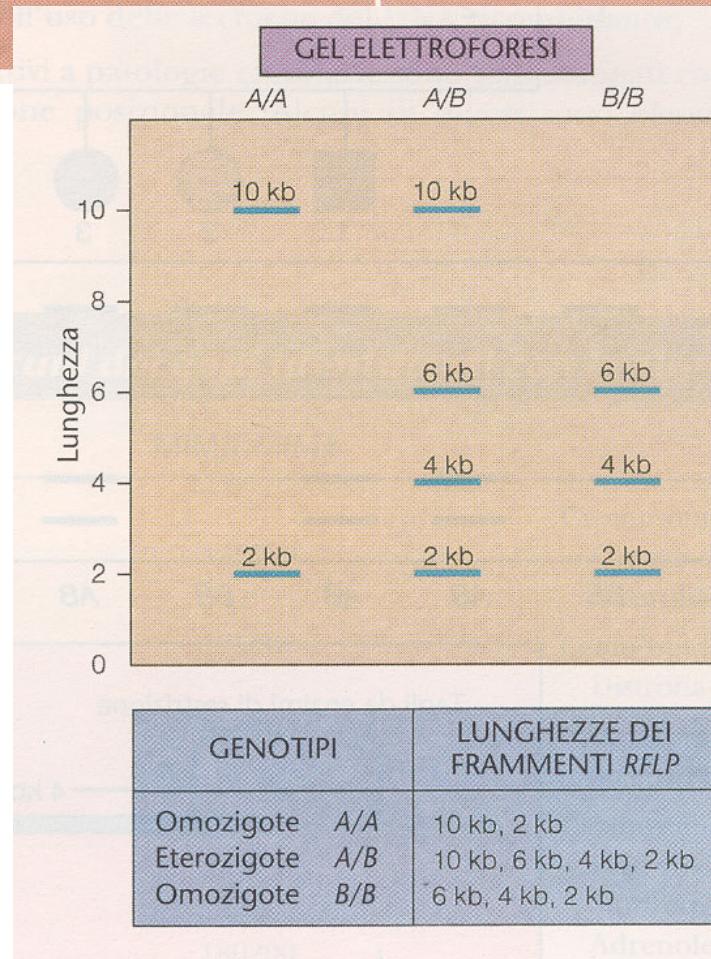 GEL ELETTROFORESI
A/A A/B B/B
10 kb 10 kb
10
8
6 kb 6 kb
6
4 kb 4 kb
4
2 kb 2 kb 2 kb
2
0
Lunghezza
GENOTIPI
LUNGHEZZE DEI
FRAMMENTI RFLP
Omozigote A/A 10 kb, 2 kb
Eterozigote A/B 10 kb, 6 kb, 4 kb, 2 kb
Omozigote B/B 6 kb, 4 kb, 2 kb